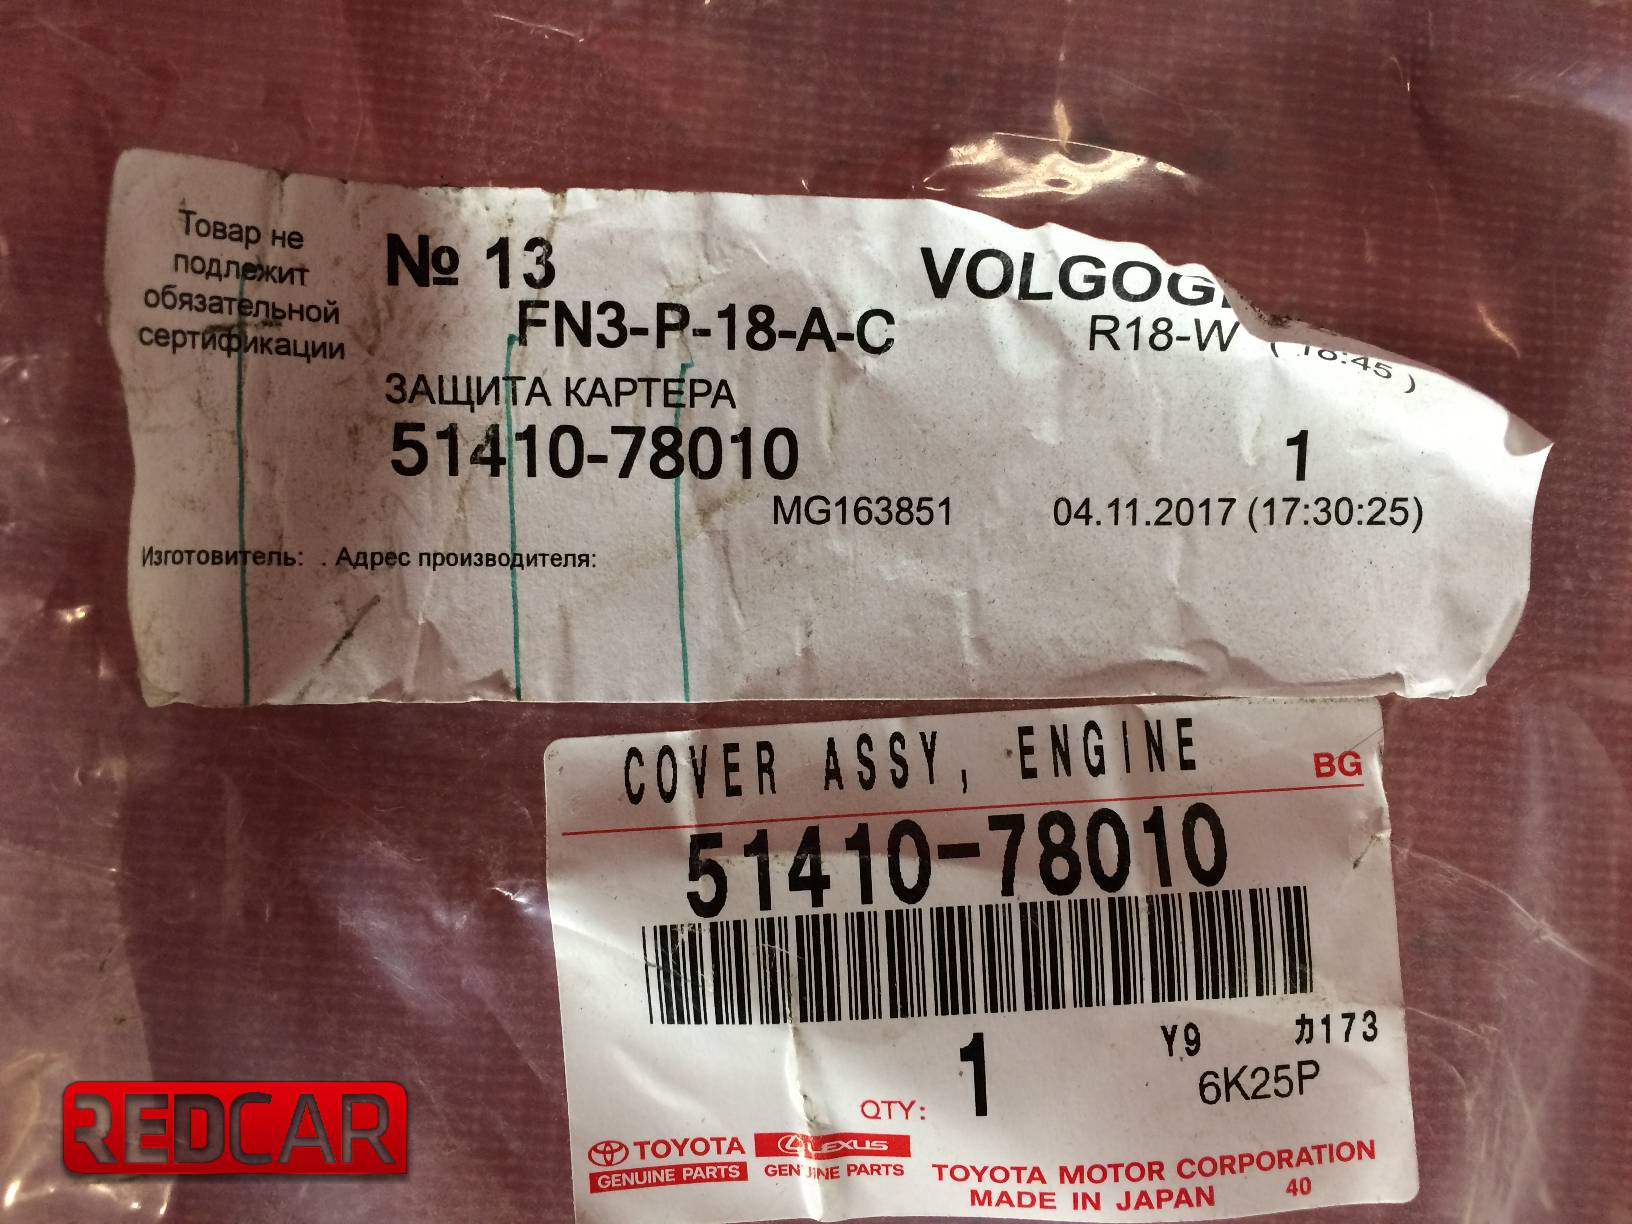 Товар не
подлежит
обязательной
сертификации
№ 13
VOLGOG
FN3-P-18-A-C
R18-W
18:45 )
ЗАЩИТА КАРТЕРА
51410-78010
1
MG163851
04.11.2017 (17:30:25)
Изготовитель: . Адрес производителя:
COVER ASSY, ENGINE
BG
51410-78010
Y9
カ173
QTY: 1
6K25P
TOYOTA
GENUINE PARTS
LEXUS
GENUINE PARTS
TOYOTA MOTOR CORPORATION
MADE IN JAPAN
40
REDCAR